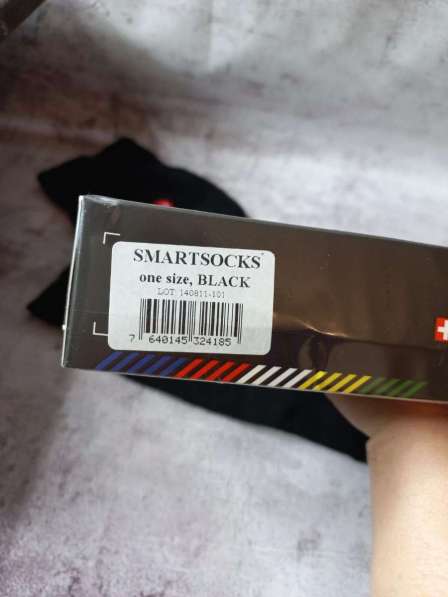 SMARTSOCKS
one size, BLACK
LOT: 140811-101
7 640145 324185